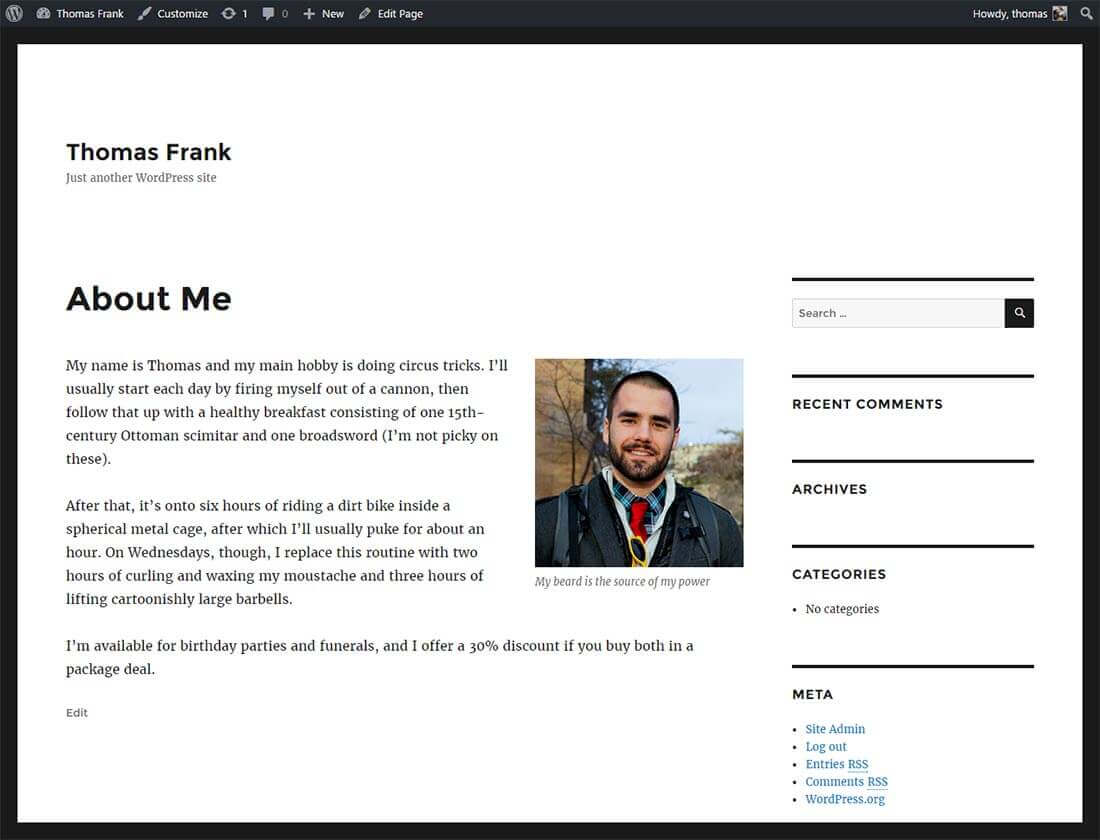 Thomas Frank Customize 1 0 New Edit Page Howdy, thomas
Thomas Frank
Just another WordPress site
About Me
My name is Thomas and my main hobby is doing circus tricks. I’ll
usually start each day by firing myself out of a cannon, then
follow that up with a healthy breakfast consisting of one 15th-
century Ottoman scimitar and one broadsword (I’m not picky on
these).
After that, it’s onto six hours of riding a dirt bike inside a
spherical metal cage, after which I’ll usually puke for about an
hour. On Wednesdays, though, I replace this routine with two
hours of curling and waxing my moustache and three hours of
lifting cartoonishly large barbells.
My beard is the source of my power
I’m available for birthday parties and funerals, and I offer a 30% discount if you buy both in a
package deal.
Edit
Search …
RECENT COMMENTS
ARCHIVES
CATEGORIES
No categories
META
Site Admin
Log out
Entries RSS
Comments RSS
WordPress.org